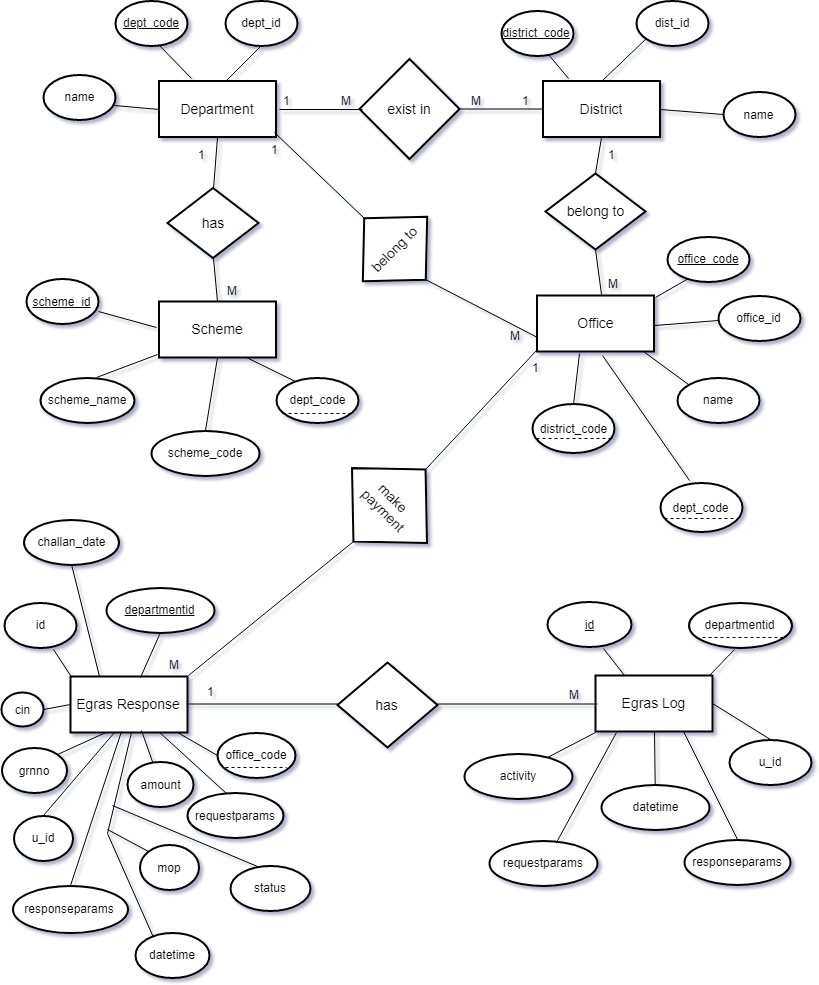 dept_code
dept_id
district_code
dist_id
name
Department
1
M
exist in
M
1
District
name
1
1
1
has
belong to
belong to
office_code
scheme_id
M
M
office_id
Scheme
Office
M
1
scheme_name
dept_code
name
district_code
scheme_code
make
payment
dept_code
challan_date
departmentid
id
id
departmentid
M
Egras Response
1
has
M
Egras Log
cin
office_code
u_id
grnno
amount
activity
requestparams
datetime
u_id
mop
requestparams
responseparams
status
responseparams
datetime